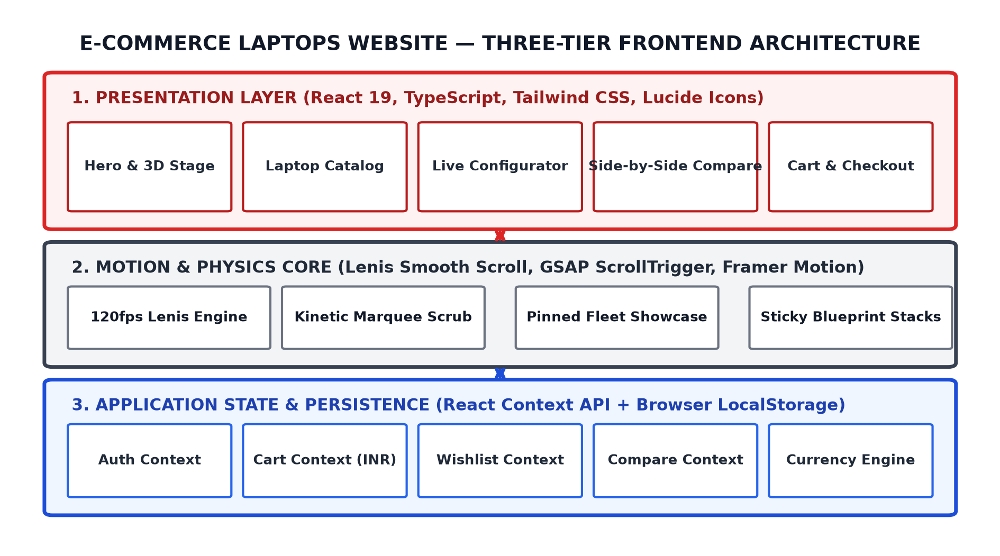 E-COMMERCE LAPTOPS WEBSITE — THREE-TIER FRONTEND ARCHITECTURE
1. PRESENTATION LAYER (React 19, TypeScript, Tailwind CSS, Lucide Icons)
Hero & 3D Stage
Laptop Catalog
Live Configurator
Side-by-Side Compare
Cart & Checkout
2. MOTION & PHYSICS CORE (Lenis Smooth Scroll, GSAP ScrollTrigger, Framer Motion)
120fps Lenis Engine
Kinetic Marquee Scrub
Pinned Fleet Showcase
Sticky Blueprint Stacks
3. APPLICATION STATE & PERSISTENCE (React Context API + Browser LocalStorage)
Auth Context
Cart Context (INR)
Wishlist Context
Compare Context
Currency Engine